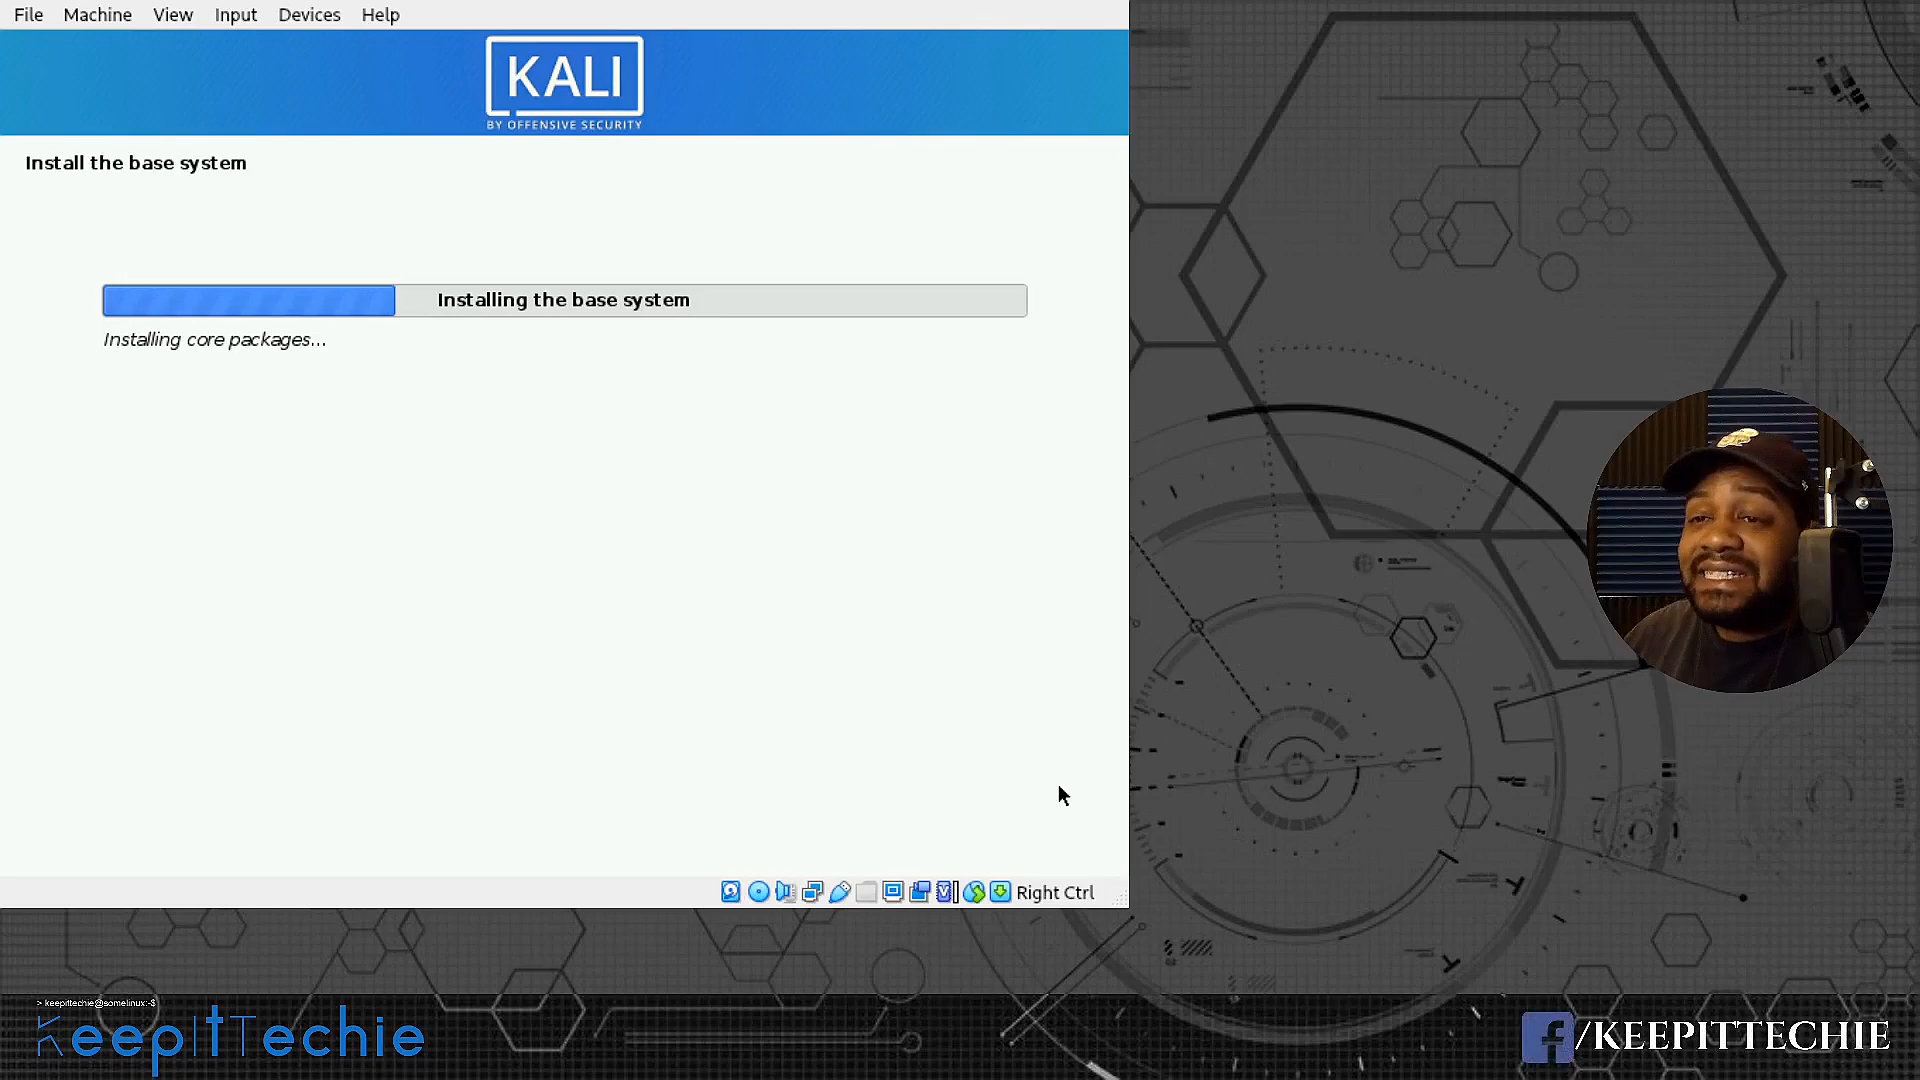 File Machine View Input Devices Help
KALI
BY OFFENSIVE SECURITY
Install the base system
Installing the base system
Installing core packages...
Right Ctrl
> keepittechie@somelinux:~$
KeepItTechie
f/KEEPITTECHIE